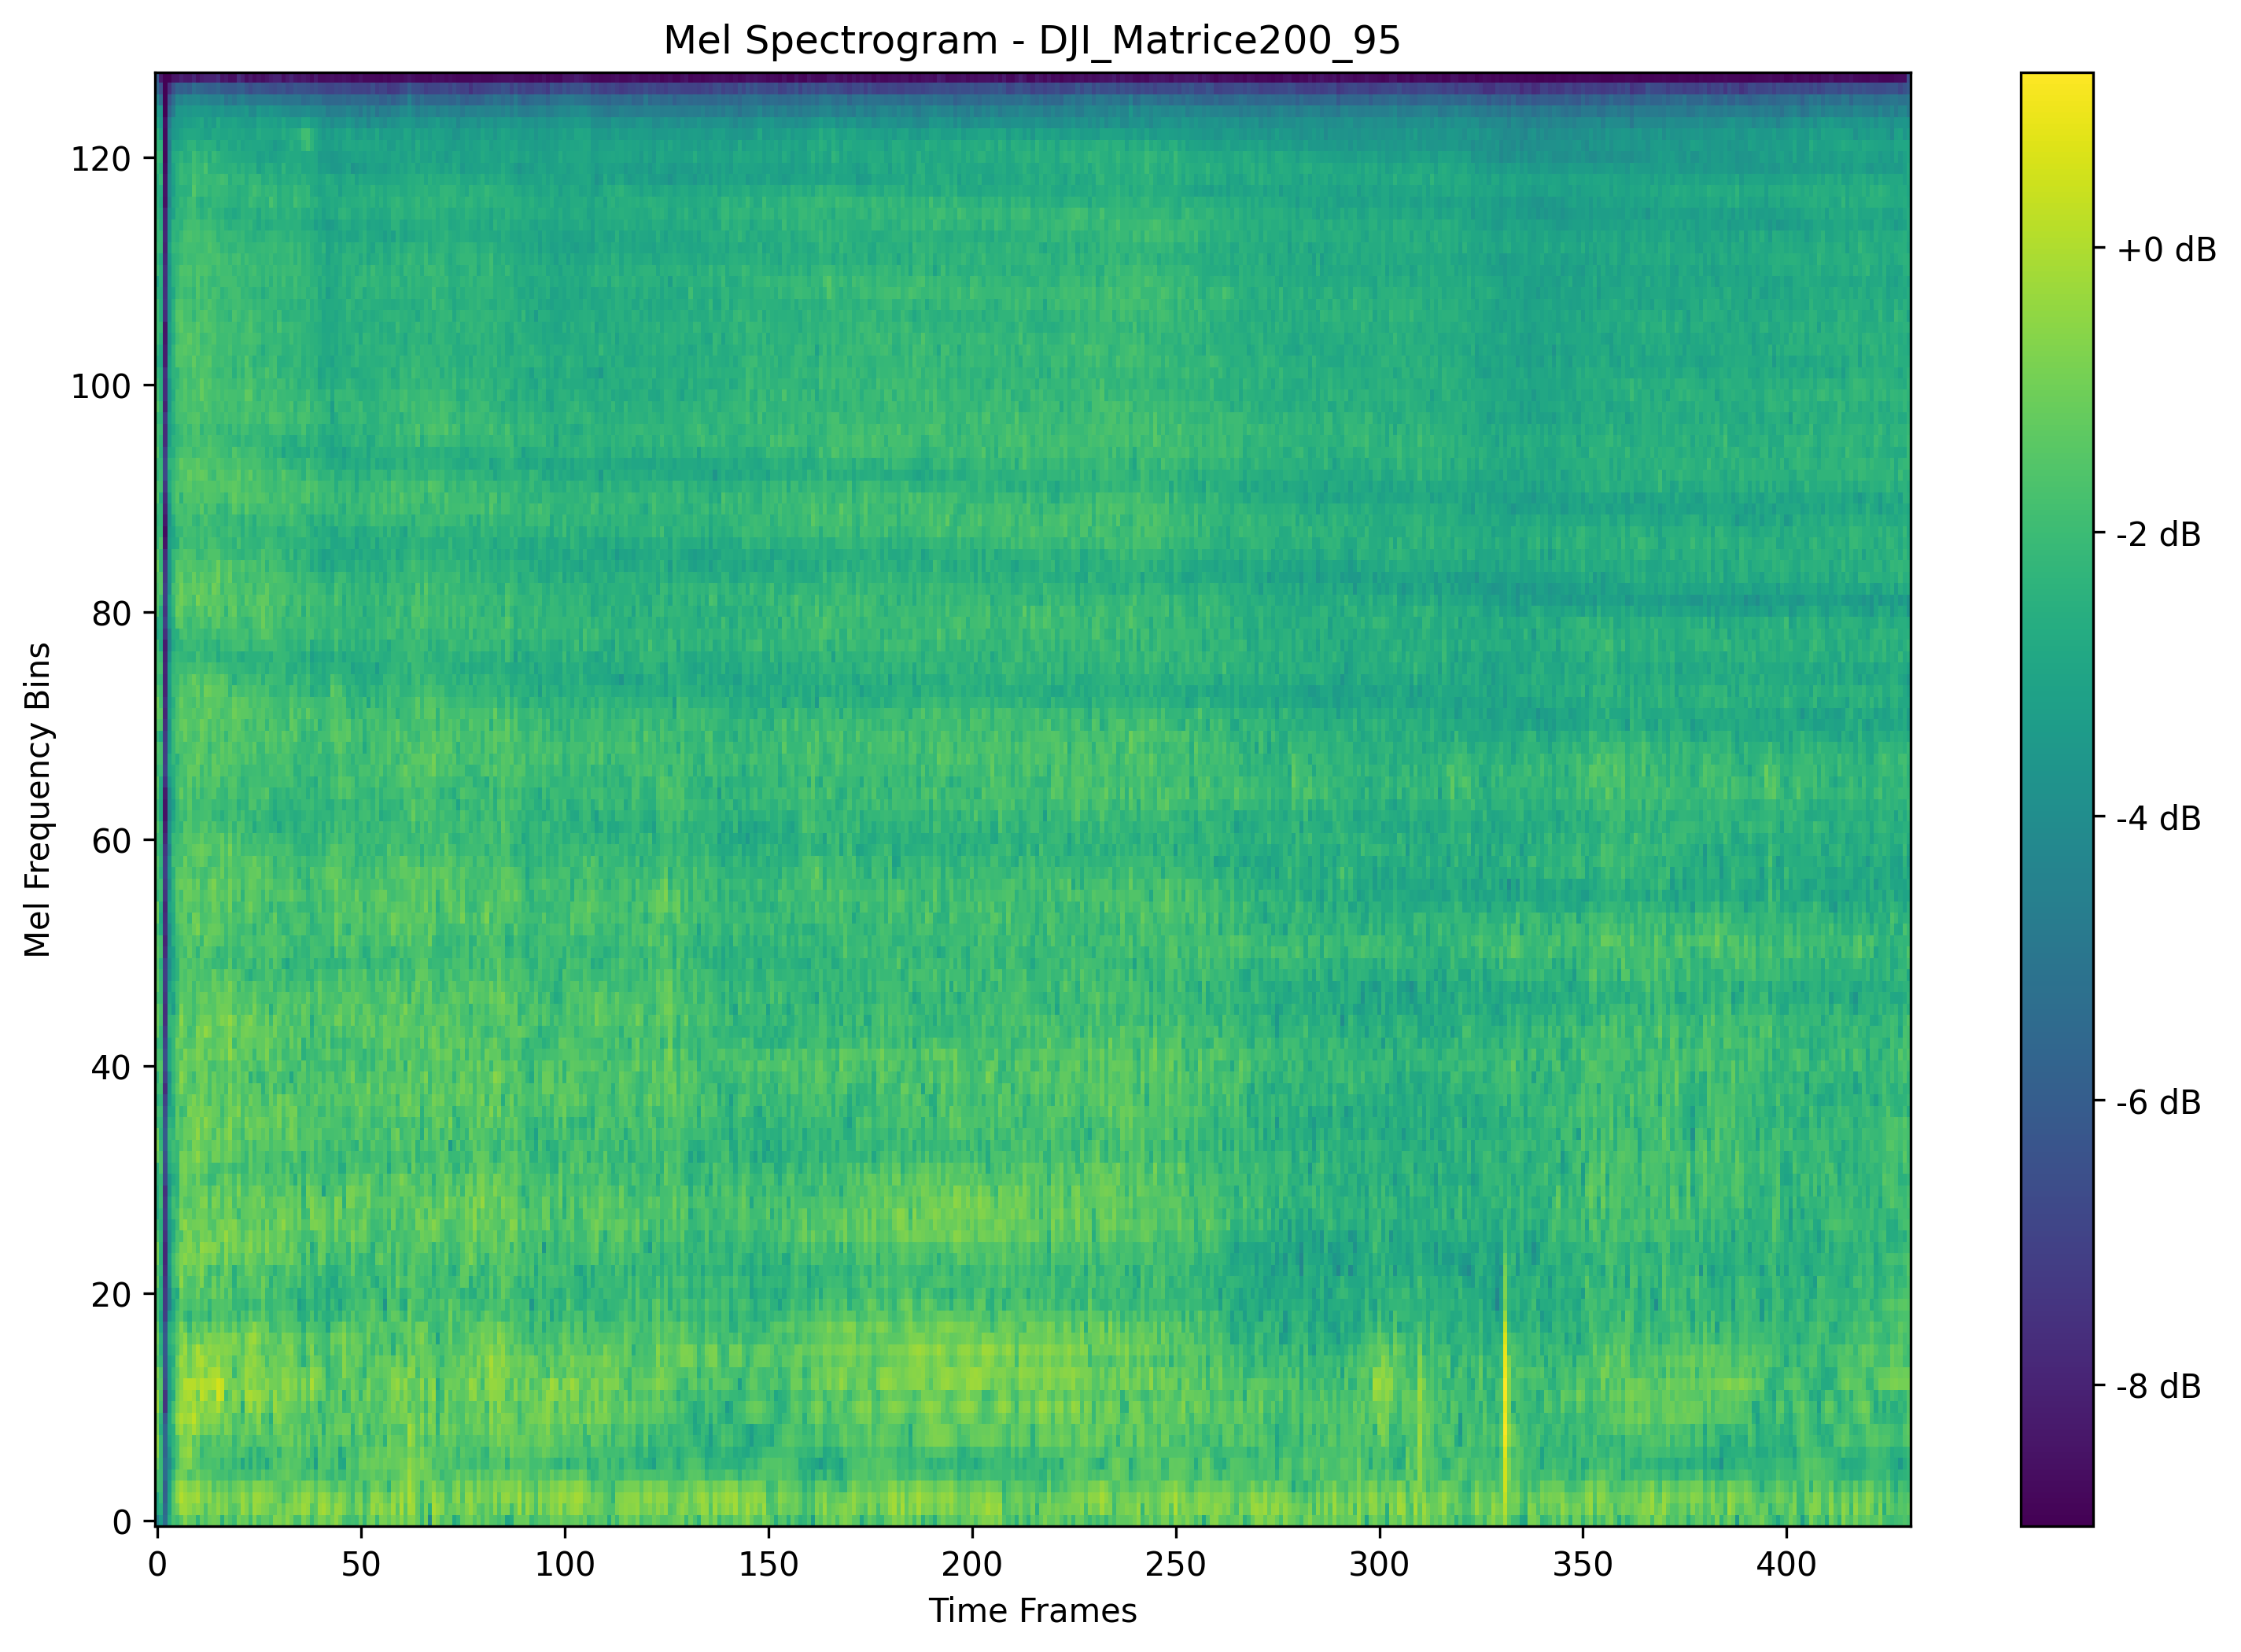 Mel Spectrogram - DJI_Matrice200_95
120
100
80
60
40
20
0
Mel Frequency Bins
0 50 100 150 200 250 300 350 400
Time Frames
+0 dB
-2 dB
-4 dB
-6 dB
-8 dB